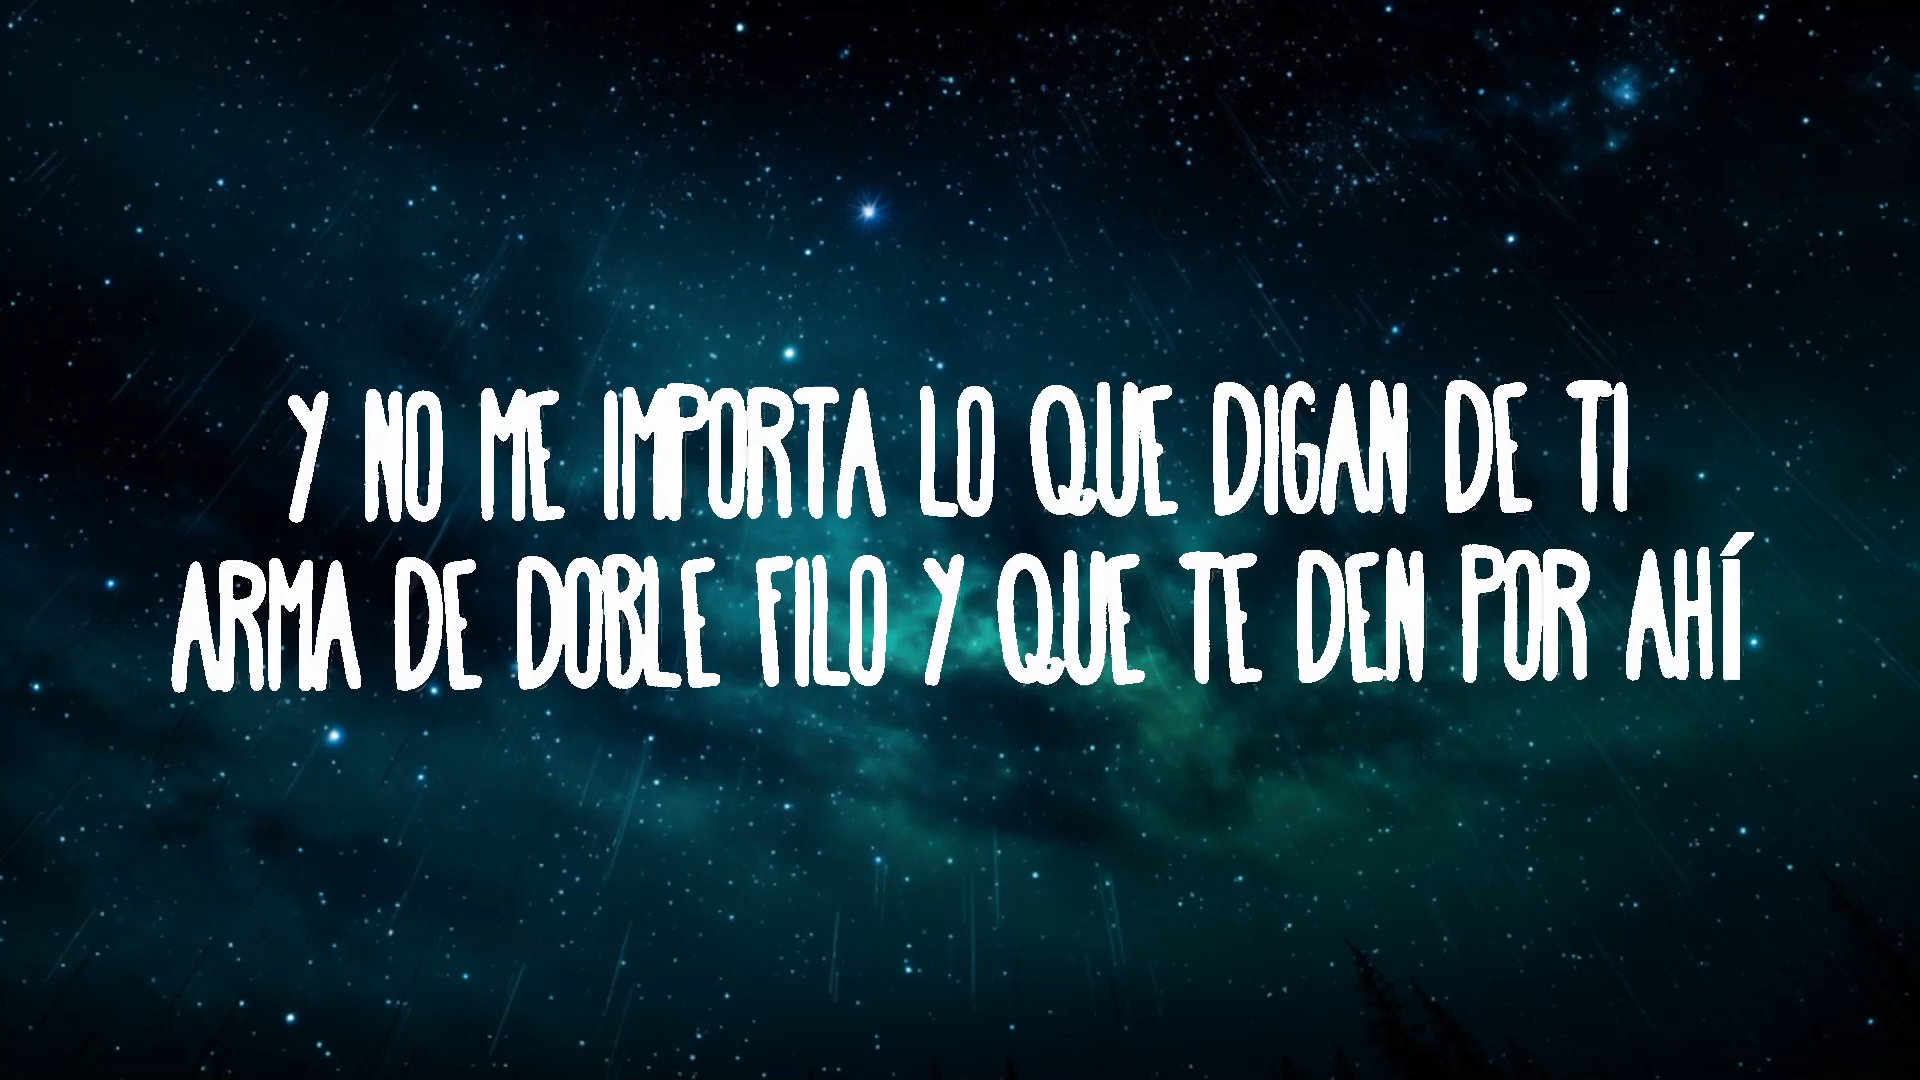 Y NO ME IMPORTA LO QUE DIGAN DE TI
ARMA DE DOBLE FILO Y QUE TE DEN POR AHÍ